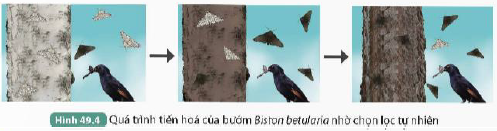 Hình 49.4 Quá trình tiến hoá của bướm Biston betularia nhờ chọn lọc tự nhiên